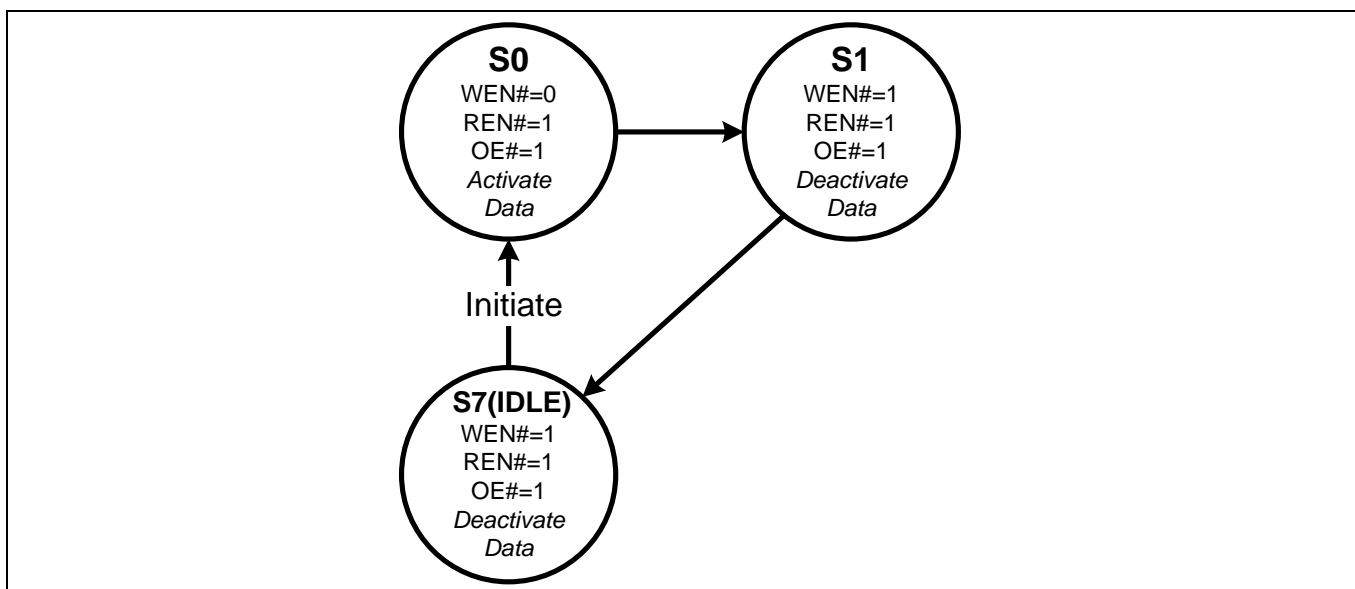 S0
WEN#=0
REN#=1
OE#=1
Activate
Data
S1
WEN#=1
REN#=1
OE#=1
Deactivate
Data
Initiate
S7(IDLE)
WEN#=1
REN#=1
OE#=1
Deactivate
Data